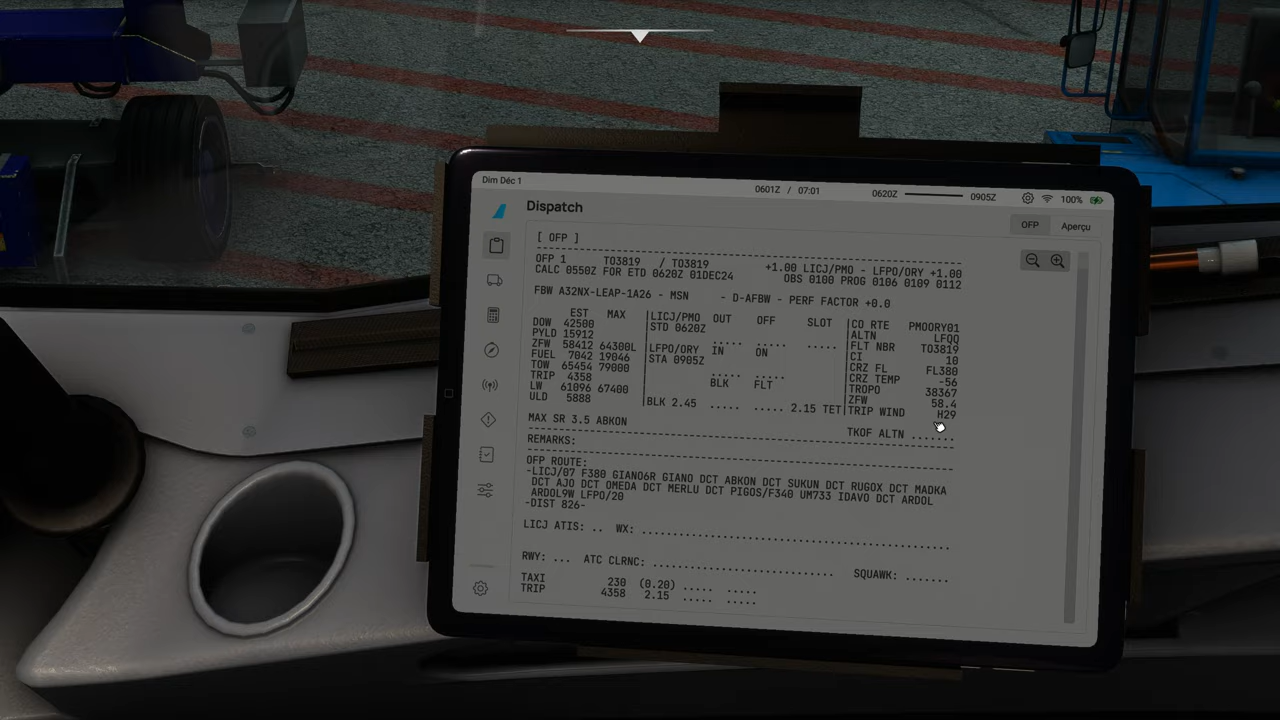 Dim Déc 1 0601Z / 07:01 0620Z 0905Z 100%
Dispatch
OFP Aperçu
[ OFP ]
OFP 1 TO3819 / TO3819 +1.00 LICJ/PMO - LFPO/ORY +1.00
CALC 0550Z FOR ETD 0620Z 01DEC24 OBS 0100 PROG 0106 0109 0112
FBW A32NX-LEAP-1A26 - MSN - D-AFBW - PERF FACTOR +0.0
EST MAX
DOW 42500
PYLD 15912
ZFW 58412 64300L
FUEL 7042 19046
TOW 65454 79000
TRIP 4358
LW 61096 67400
ULD 5888
LICJ/PMO OUT OFF SLOT
STD 0620Z
..... ..... .....
LFPO/ORY IN ON
STA 0905Z
..... .....
BLK FLT
BLK 2.45 ..... ..... 2.15 TET
CO RTE PMOORY01
ALTN LFQQ
FLT NBR TO3819
CI 10
CRZ FL FL380
CRZ TEMP -56
TROPO 38367
ZFW 58.4
TRIP WIND H29
MAX SR 3.5 ABKON
TKOF ALTN .......
REMARKS:
OFP ROUTE:
-LICJ/07 F380 GIANO6R GIANO DCT ABKON DCT SUKUN DCT RUGOX DCT MADKA
DCT AJO DCT OMEDA DCT MERLU DCT PIGOS/F340 UM733 IDAVO DCT ARDOL
ARDOL9W LFPO/20
-DIST 826-
LICJ ATIS: .. WX: ..................................................
RWY: ... ATC CLRNC: ............................. SQUAWK: .......
TAXI 230 (0.20) ..... .....
TRIP 4358 2.15 ..... .....